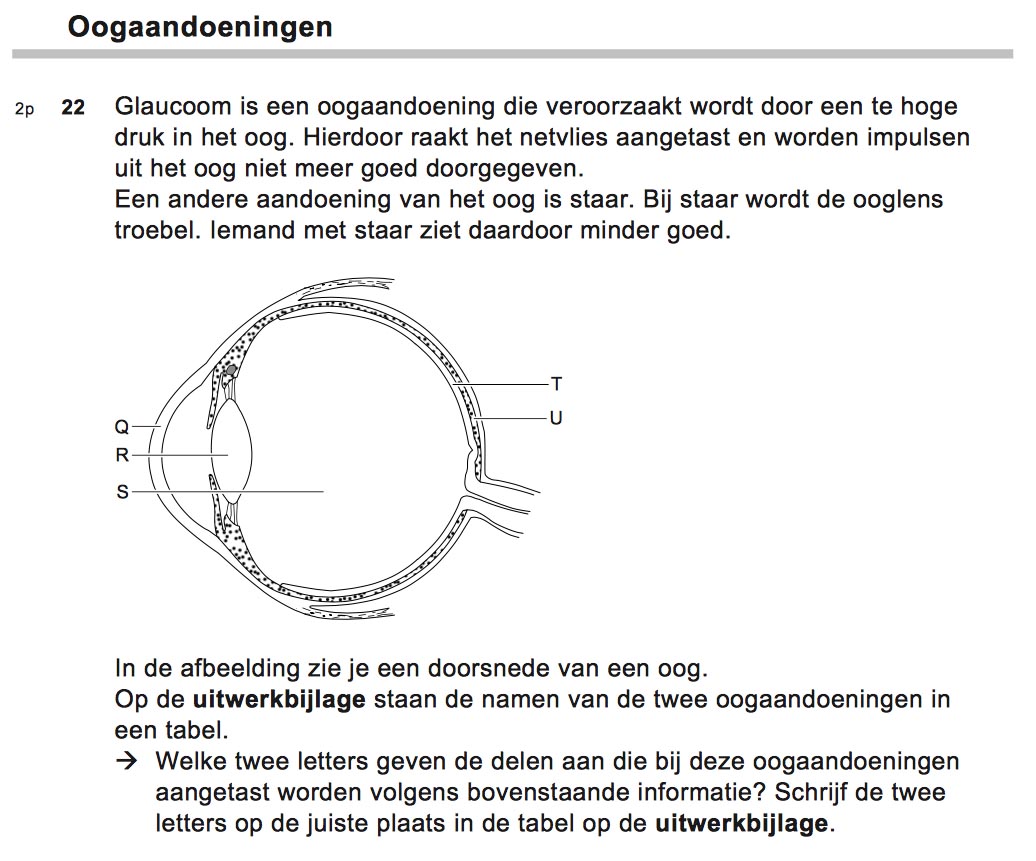 Oogaandoeningen
2p 22 Glaucoom is een oogaandoening die veroorzaakt wordt door een te hoge
druk in het oog. Hierdoor raakt het netvlies aangetast en worden impulsen
uit het oog niet meer goed doorgegeven.
Een andere aandoening van het oog is staar. Bij staar wordt de ooglens
troebel. Iemand met staar ziet daardoor minder goed.
T
U
Q
R
S
In de afbeelding zie je een doorsnede van een oog.
Op de uitwerkbijlage staan de namen van de twee oogaandoeningen in
een tabel.
→ Welke twee letters geven de delen aan die bij deze oogaandoeningen
aangetast worden volgens bovenstaande informatie? Schrijf de twee
letters op de juiste plaats in de tabel op de uitwerkbijlage.